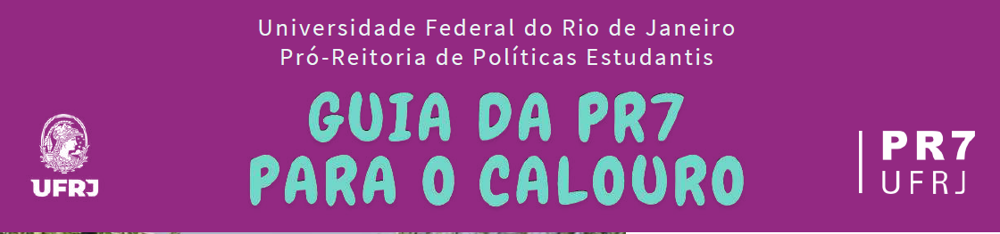 Universidade Federal do Rio de Janeiro
Pró-Reitoria de Políticas Estudantis
GUIA DA PR7
PARA O CALOURO
UFRJ
PR7
UFRJ